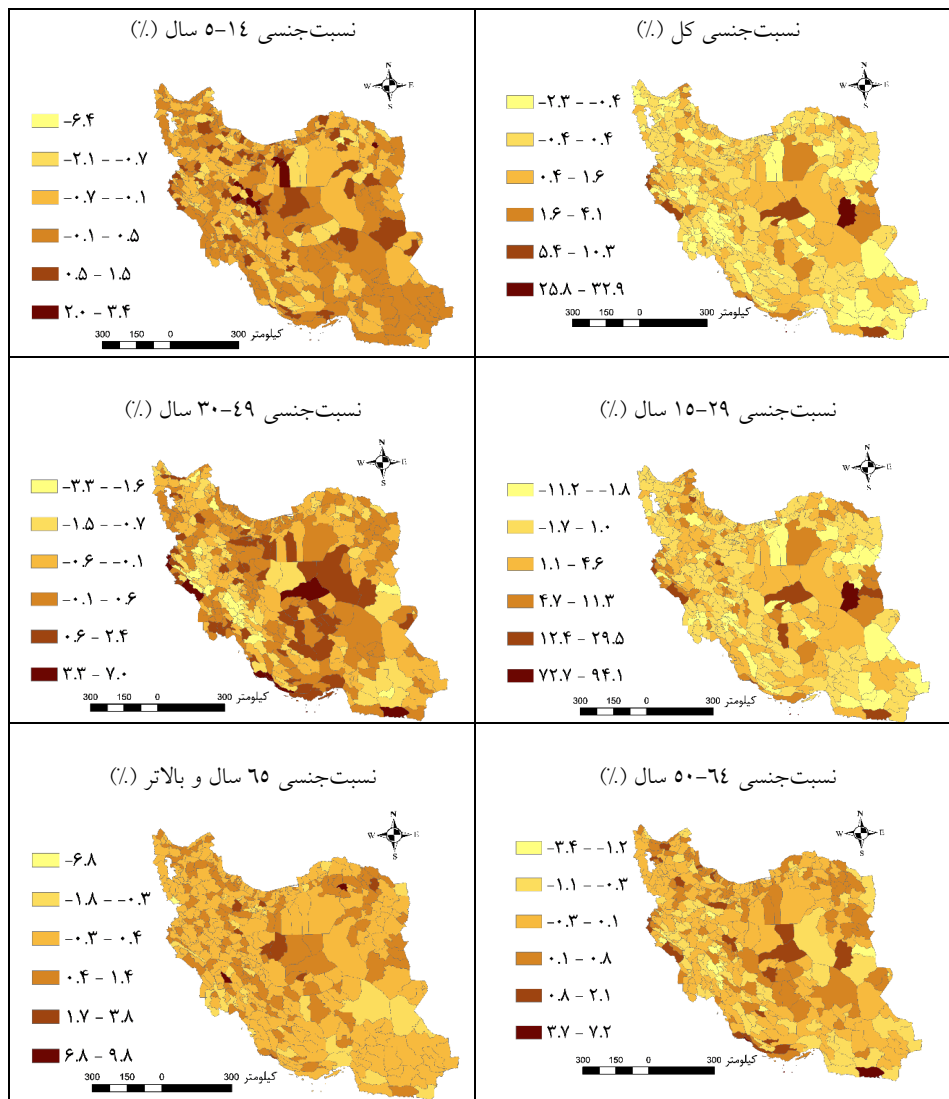 نسبت‌جنسی کل (٪)
N
W E
S
-۲.۳ - -۰.۴
-۰.۴ - ۰.۴
۰.۴ - ۱.۶
۱.۶ - ۴.۱
۵.۴ - ۱۰.۳
۲۵.۸ - ۳۲.۹
300 150 0 300 کیلومتر
نسبت‌جنسی ٥-١٤ سال (٪)
N
W E
S
-۶.۴
-۲.۱ - -۰.۷
-۰.۷ - -۰.۱
-۰.۱ - ۰.۵
۰.۵ - ۱.۵
۲.۰ - ۳.۴
300 150 0 300 کیلومتر
نسبت‌جنسی ١٥-٢٩ سال (٪)
N
W E
S
-۱۱.۲ - -۱.۸
-۱.۷ - ۱.۰
۱.۱ - ۴.۶
۴.۷ - ۱۱.۳
۱۲.۴ - ۲۹.۵
۷۲.۷ - ۹۴.۱
300 150 0 300 کیلومتر
نسبت‌جنسی ٣٠-٤٩ سال (٪)
N
W E
S
-۳.۳ - -۱.۶
-۱.۵ - -۰.۷
-۰.۶ - -۰.۱
-۰.۱ - ۰.۶
۰.۶ - ۲.۴
۳.۳ - ۷.۰
300 150 0 300 کیلومتر
نسبت‌جنسی ٥٠-٦٤ سال (٪)
N
W E
S
-۳.۴ - -۱.۲
-۱.۱ - -۰.۳
-۰.۳ - ۰.۱
۰.۱ - ۰.۸
۰.۸ - ۲.۱
۳.۷ - ۷.۲
300 150 0 300 کیلومتر
نسبت‌جنسی ٦٥ سال و بالاتر (٪)
N
W E
S
-۶.۸
-۱.۸ - -۰.۳
-۰.۳ - ۰.۴
۰.۴ - ۱.۴
۱.۷ - ۳.۸
۶.۸ - ۹.۸
300 150 0 300 کیلومتر